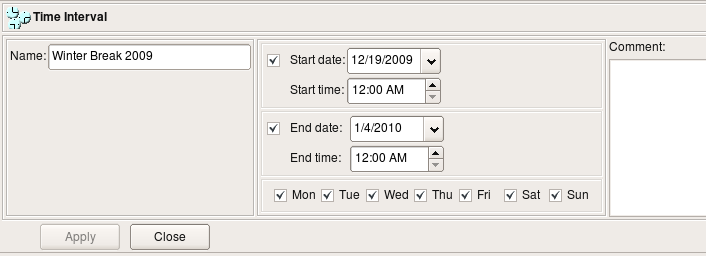 Time Interval
Name: Winter Break 2009
Start date: 12/19/2009
Start time: 12:00 AM
End date: 1/4/2010
End time: 12:00 AM
Mon Tue Wed Thu Fri Sat Sun
Comment:
Apply Close